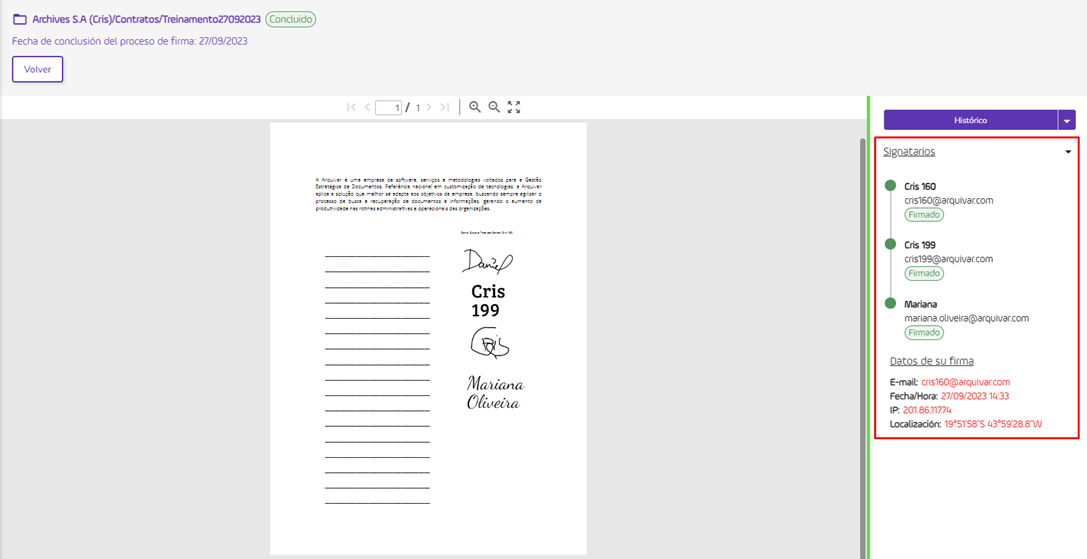 Archives S.A (Cris)/Contratos/Treinamento27092023 Concluido
Fecha de conclusión del proceso de firma: 27/09/2023
Volver
1 / 1
A Arquivar é uma empresa de software, serviços e metodologias voltados para a Gestão
Estratégica de Documentos. Referência nacional em customização de tecnologias, a Arquivar
aplica a solução que melhor se adapta aos objetivos da empresa, buscando sempre agilizar o
processo de busca e recuperação de documentos e informações, gerando o aumento da
produtividade nas rotinas administrativas e operacionais das organizações.
Daniel
Cris
199
Cris
Mariana
Oliveira
Histórico
Signatarios
Cris 160
cris160@arquivar.com
Firmado
Cris 199
cris199@arquivar.com
Firmado
Mariana
mariana.oliveira@arquivar.com
Firmado
Datos de su firma
E-mail: cris160@arquivar.com
Fecha/Hora: 27/09/2023 14:33
IP: 201.86.117.74
Localización: 19°51'58"S 43°59'28.8"W